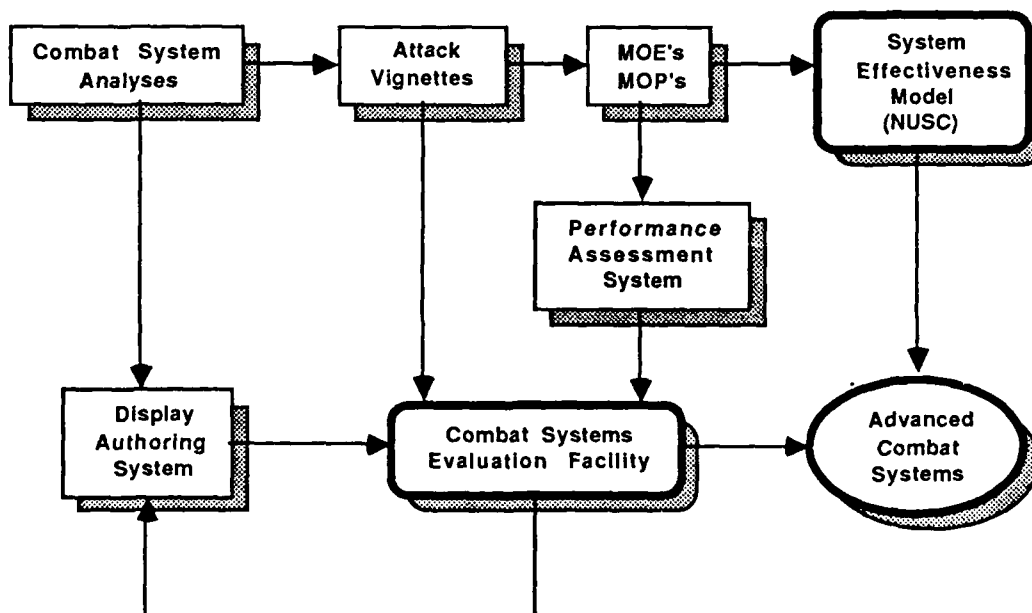 Combat System
Analyses
Attack
Vignettes
MOE's
MOP's
System
Effectiveness
Model
(NUSC)
Performance
Assessment
System
Display
Authoring
System
Combat Systems
Evaluation Facility
Advanced
Combat
Systems